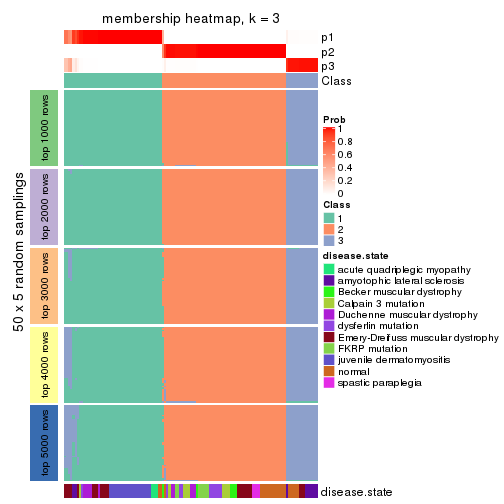 membership heatmap, k = 3
p1
p2
p3
Class
50 x 5 random samplings
top 1000 rows
top 2000 rows
top 3000 rows
top 4000 rows
top 5000 rows
Prob
1
0.8
0.6
0.4
0.2
0
Class
1
2
3
disease.state
acute quadriplegic myopathy
amyotophic lateral sclerosis
Becker muscular dystrophy
Calpain 3 mutation
Duchenne muscular dystrophy
dysferlin mutation
Emery-Dreifuss muscular dystrophy
FKRP mutation
juvenile dermatomyositis
normal
spastic paraplegia
disease.state